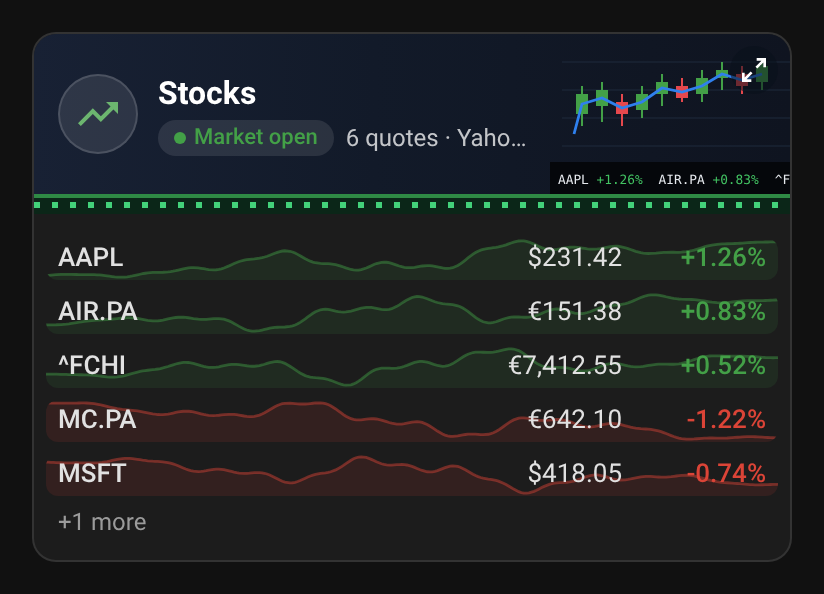 Stocks
Market open 6 quotes · Yaho...
AAPL +1.26% AIR.PA +0.83% ^F
AAPL $231.42 +1.26%
AIR.PA €151.38 +0.83%
^FCHI €7,412.55 +0.52%
MC.PA €642.10 -1.22%
MSFT $418.05 -0.74%
+1 more